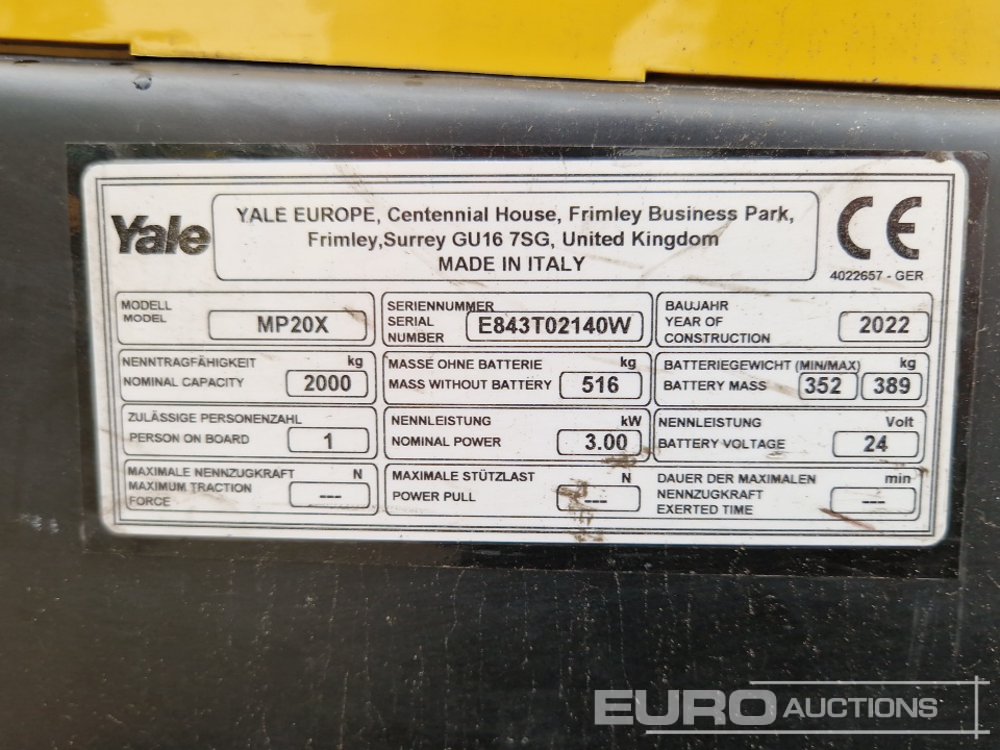 Yale
YALE EUROPE, Centennial House, Frimley Business Park,
Frimley,Surrey GU16 7SG, United Kingdom
MADE IN ITALY
CE
4022657 - GER
MODELL
MODEL
MP20X
SERIENNUMMER
SERIAL
NUMBER
E843T02140W
BAUJAHR
YEAR OF
CONSTRUCTION
2022
NENNTRAGFÄHIGKEIT kg
NOMINAL CAPACITY 2000
MASSE OHNE BATTERIE kg
MASS WITHOUT BATTERY 516
BATTERIEGEWICHT (MIN/MAX) kg
BATTERY MASS 352 389
ZULÄSSIGE PERSONENZAHL
PERSON ON BOARD 1
NENNLEISTUNG kW
NOMINAL POWER 3.00
NENNLEISTUNG Volt
BATTERY VOLTAGE 24
MAXIMALE NENNZUGKRAFT N
MAXIMUM TRACTION
FORCE ---
MAXIMALE STÜTZLAST N
POWER PULL ---
DAUER DER MAXIMALEN min
NENNZUGKRAFT
EXERTED TIME ---
EURO AUCTIONS